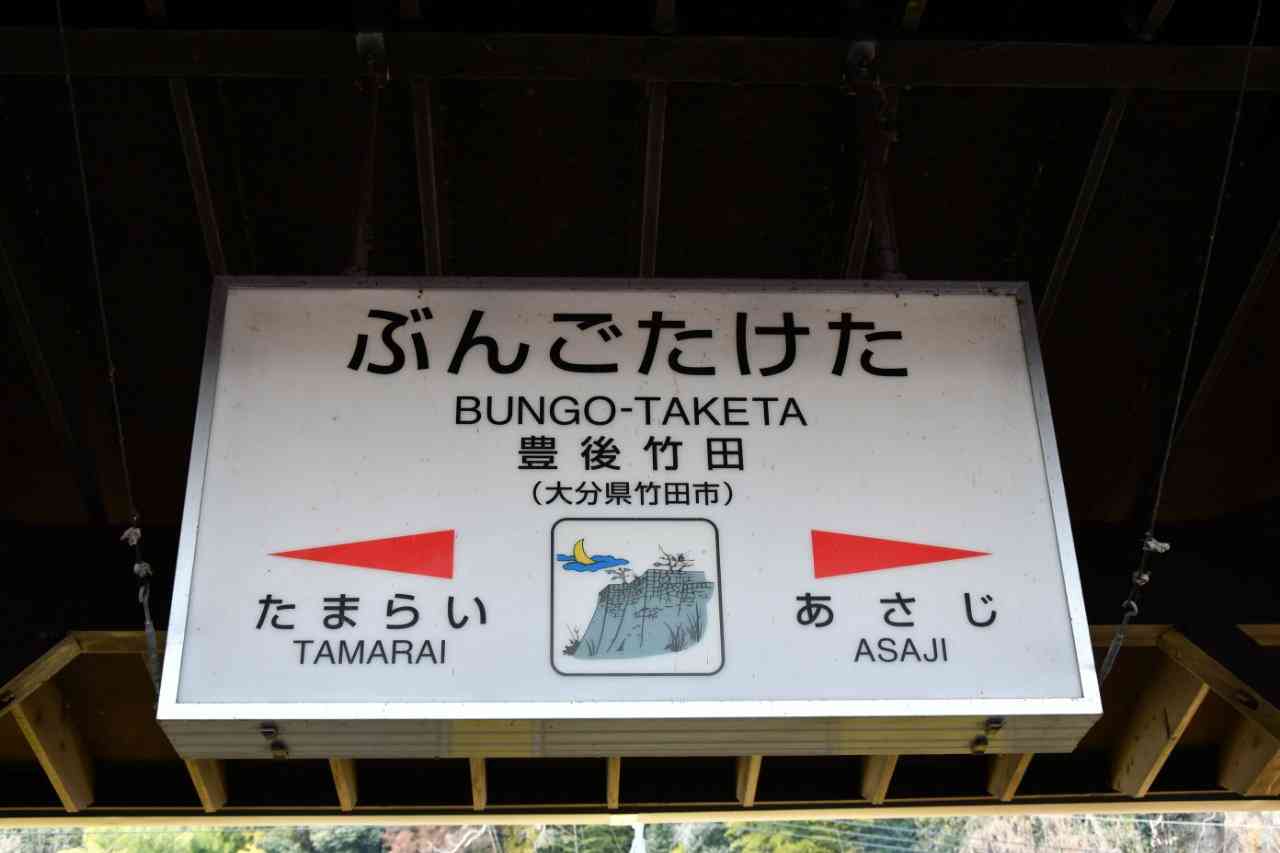 ぶんごたけた
BUNGO-TAKETA
豊後竹田
（大分県竹田市）
たまらい
TAMARAI
あさじ
ASAJI